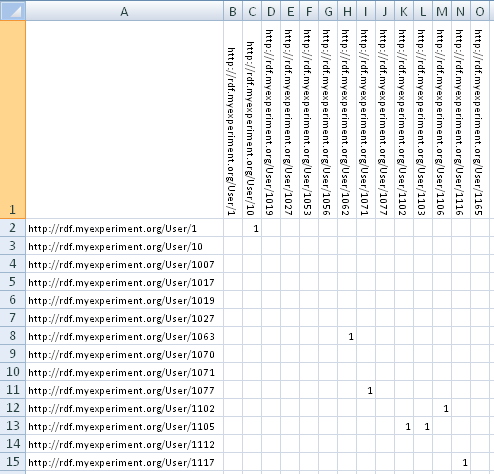 A B C D E F G H I J K L M N O
1 http://rdf.myexperiment.org/User/1 http://rdf.myexperiment.org/User/10 http://rdf.myexperiment.org/User/1019 http://rdf.myexperiment.org/User/1027 http://rdf.myexperiment.org/User/1053 http://rdf.myexperiment.org/User/1056 http://rdf.myexperiment.org/User/1062 http://rdf.myexperiment.org/User/1071 http://rdf.myexperiment.org/User/1077 http://rdf.myexperiment.org/User/1102 http://rdf.myexperiment.org/User/1103 http://rdf.myexperiment.org/User/1106 http://rdf.myexperiment.org/User/1116 http://rdf.myexperiment.org/User/1165
2 http://rdf.myexperiment.org/User/1 1
3 http://rdf.myexperiment.org/User/10
4 http://rdf.myexperiment.org/User/1007
5 http://rdf.myexperiment.org/User/1017
6 http://rdf.myexperiment.org/User/1019
7 http://rdf.myexperiment.org/User/1027
8 http://rdf.myexperiment.org/User/1063 1
9 http://rdf.myexperiment.org/User/1070
10 http://rdf.myexperiment.org/User/1071
11 http://rdf.myexperiment.org/User/1077 1
12 http://rdf.myexperiment.org/User/1102 1
13 http://rdf.myexperiment.org/User/1105 1 1
14 http://rdf.myexperiment.org/User/1112
15 http://rdf.myexperiment.org/User/1117 1